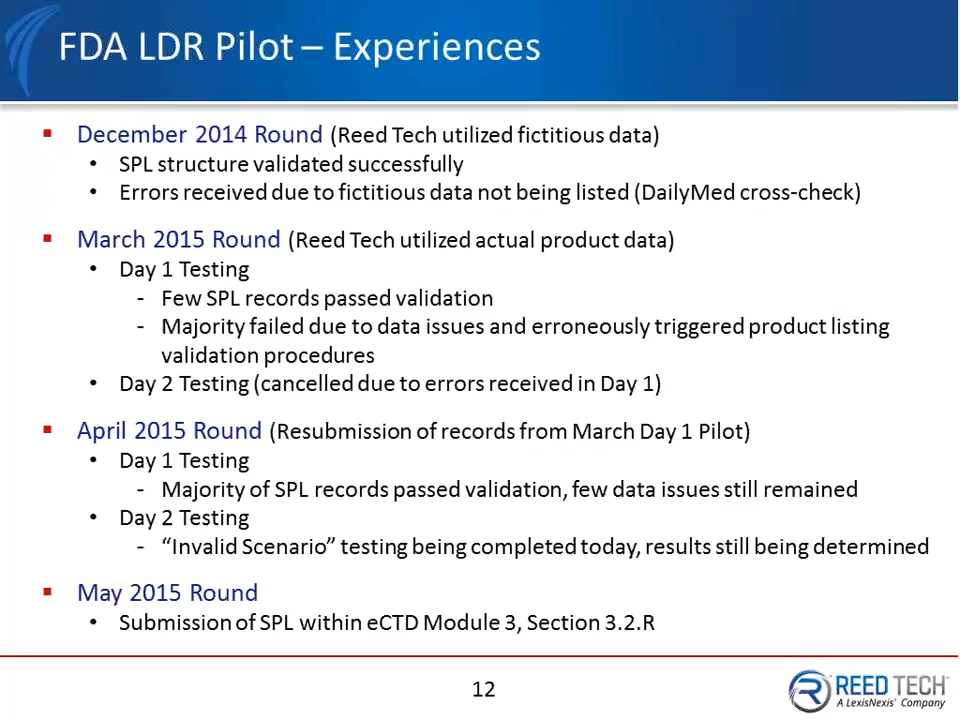 FDA LDR Pilot – Experiences
▪ December 2014 Round (Reed Tech utilized fictitious data)
• SPL structure validated successfully
• Errors received due to fictitious data not being listed (DailyMed cross-check)
▪ March 2015 Round (Reed Tech utilized actual product data)
• Day 1 Testing
- Few SPL records passed validation
- Majority failed due to data issues and erroneously triggered product listing
validation procedures
• Day 2 Testing (cancelled due to errors received in Day 1)
▪ April 2015 Round (Resubmission of records from March Day 1 Pilot)
• Day 1 Testing
- Majority of SPL records passed validation, few data issues still remained
• Day 2 Testing
- “Invalid Scenario” testing being completed today, results still being determined
▪ May 2015 Round
• Submission of SPL within eCTD Module 3, Section 3.2.R
12
REED TECH™
A LexisNexis® Company